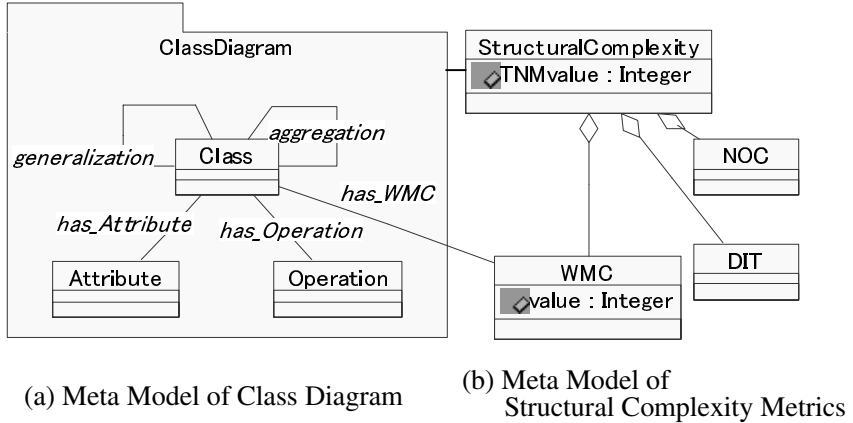 ClassDiagram
generalization
aggregation
Class
has_Attribute
has_Operation
has_WMC
Attribute
Operation
StructuralComplexity
TNMvalue : Integer
NOC
DIT
WMC
value : Integer
(a) Meta Model of Class Diagram
(b) Meta Model of
Structural Complexity Metrics